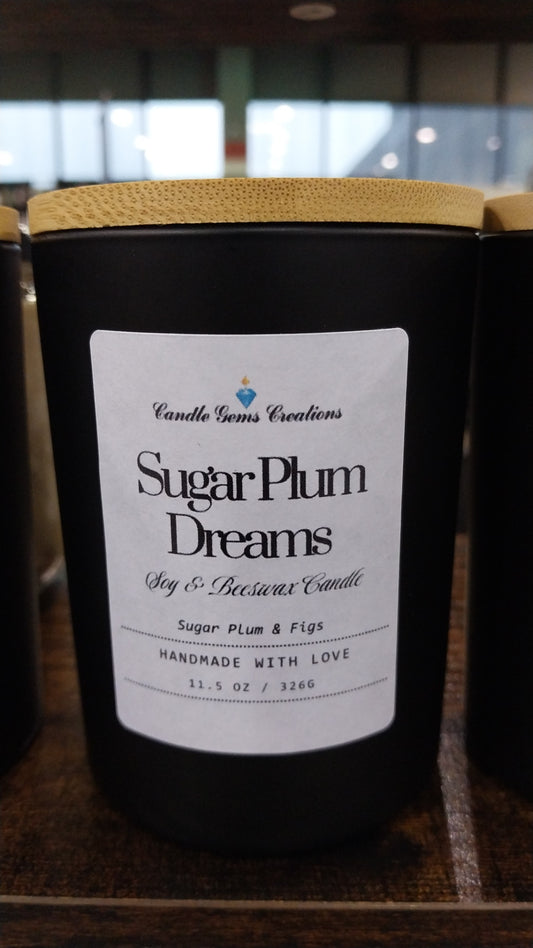 Candle Gems Creations
Sugar Plum
Dreams
Soy & Beeswax Candle
Sugar Plum & Figs
HANDMADE WITH LOVE
11.5 OZ / 326G